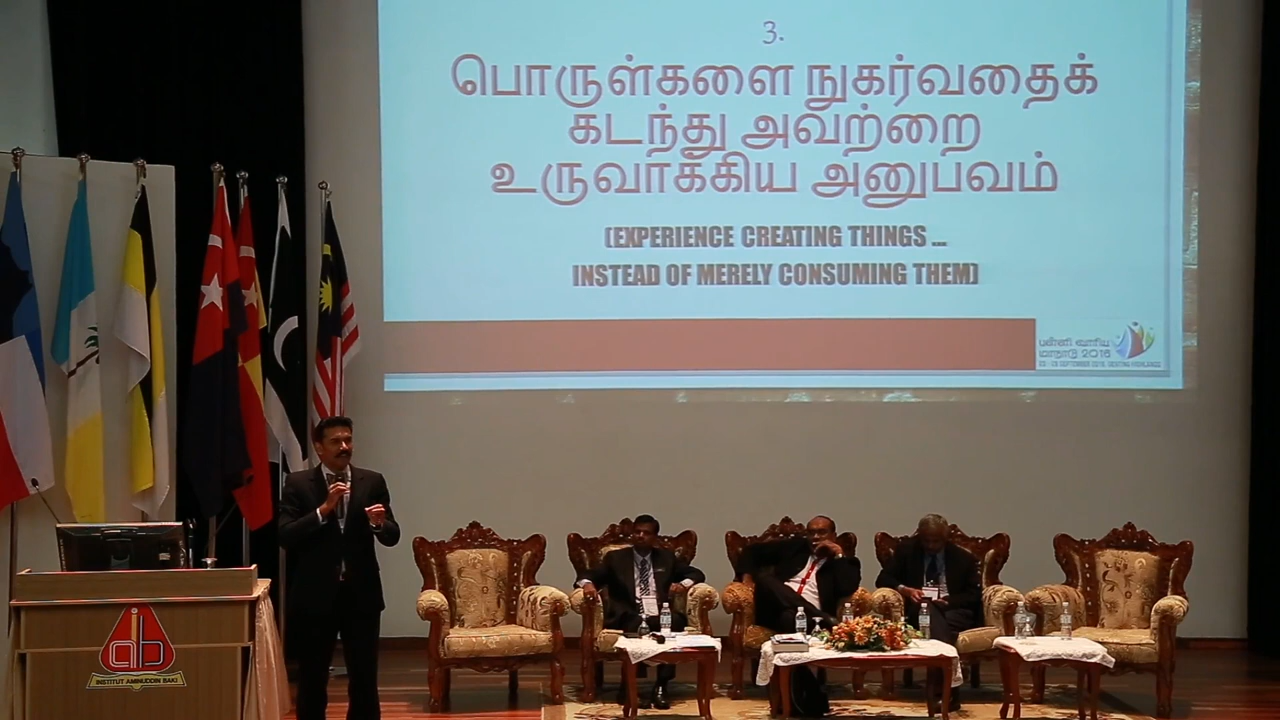 3.
பொருள்களை நுகர்வதைக்
கடந்து அவற்றை
உருவாக்கிய அனுபவம்
(EXPERIENCE CREATING THINGS ...
INSTEAD OF MERELY CONSUMING THEM)
மாநாடு 2016
INSTITUT AMINUDDIN BAKI